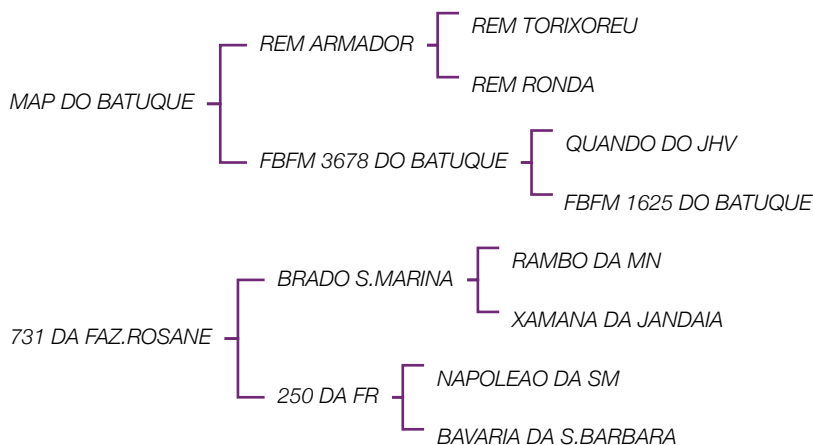 REM TORIXOREU
REM ARMADOR
REM RONDA
MAP DO BATUQUE
QUANDO DO JHV
FBFM 3678 DO BATUQUE
FBFM 1625 DO BATUQUE
RAMBO DA MN
BRADO S.MARINA
XAMANA DA JANDAIA
731 DA FAZ.ROSANE
NAPOLEAO DA SM
250 DA FR
BAVARIA DA S.BARBARA